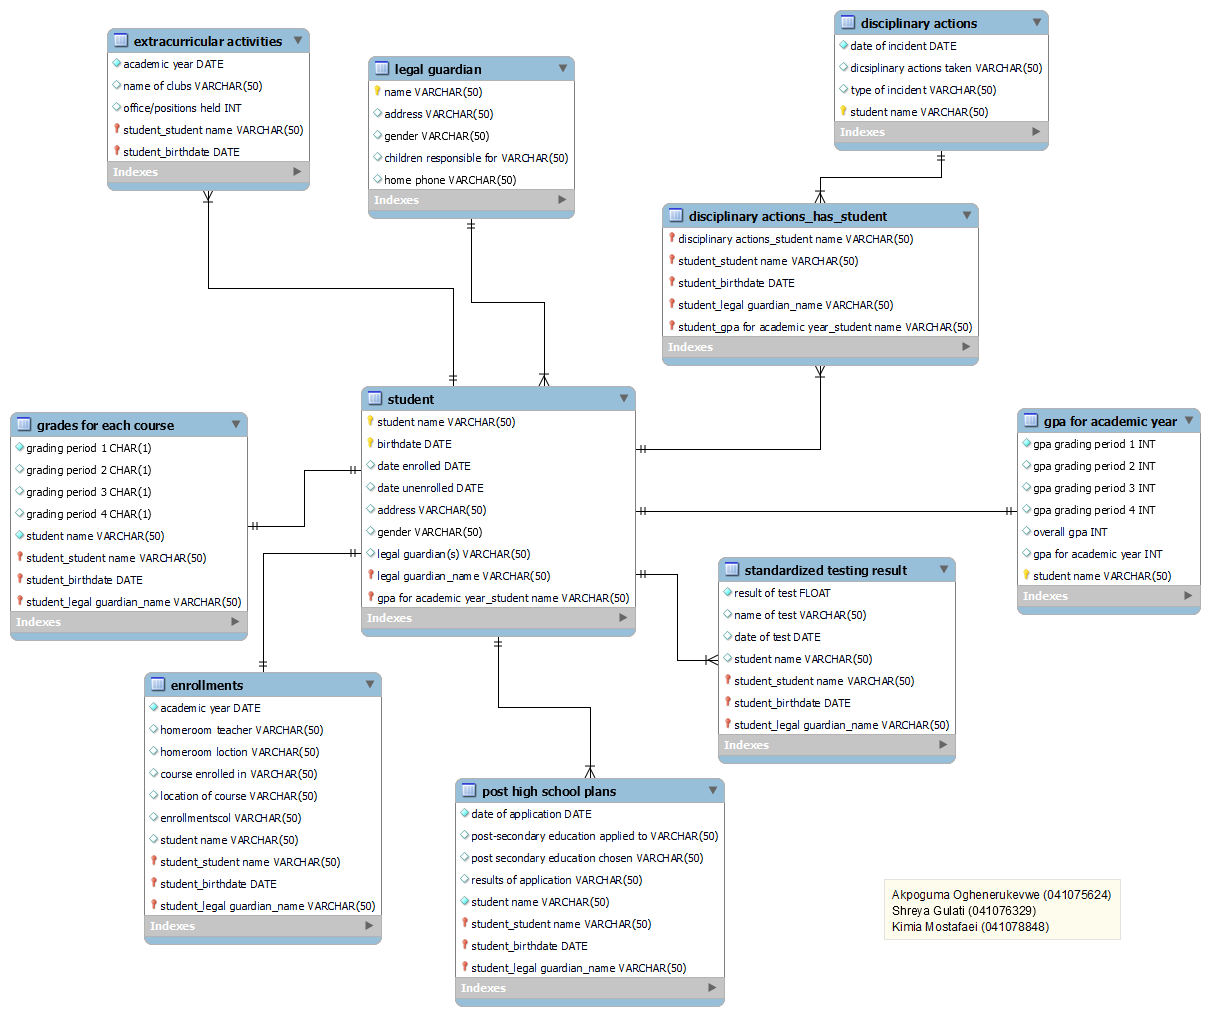 extracurricular activities
academic year DATE
name of clubs VARCHAR(50)
office/positions held INT
student_student name VARCHAR(50)
student_birthdate DATE
Indexes
legal guardian
name VARCHAR(50)
address VARCHAR(50)
gender VARCHAR(50)
children responsible for VARCHAR(50)
home phone VARCHAR(50)
Indexes
disciplinary actions
date of incident DATE
dicsiplinary actions taken VARCHAR(50)
type of incident VARCHAR(50)
student name VARCHAR(50)
Indexes
disciplinary actions_has_student
disciplinary actions_student name VARCHAR(50)
student_student name VARCHAR(50)
student_birthdate DATE
student_legal guardian_name VARCHAR(50)
student_gpa for academic year_student name VARCHAR(50)
Indexes
student
student name VARCHAR(50)
birthdate DATE
date enrolled DATE
date unenrolled DATE
address VARCHAR(50)
gender VARCHAR(50)
legal guardian(s) VARCHAR(50)
legal guardian_name VARCHAR(50)
gpa for academic year_student name VARCHAR(50)
Indexes
grades for each course
grading period 1 CHAR(1)
grading period 2 CHAR(1)
grading period 3 CHAR(1)
grading period 4 CHAR(1)
student name VARCHAR(50)
student_student name VARCHAR(50)
student_birthdate DATE
student_legal guardian_name VARCHAR(50)
Indexes
gpa for academic year
gpa grading period 1 INT
gpa grading period 2 INT
gpa grading period 3 INT
gpa grading period 4 INT
overall gpa INT
gpa for academic year INT
student name VARCHAR(50)
Indexes
standardized testing result
result of test FLOAT
name of test VARCHAR(50)
date of test DATE
student name VARCHAR(50)
student_student name VARCHAR(50)
student_birthdate DATE
student_legal guardian_name VARCHAR(50)
Indexes
enrollments
academic year DATE
homeroom teacher VARCHAR(50)
homeroom loction VARCHAR(50)
course enrolled in VARCHAR(50)
location of course VARCHAR(50)
enrollmentscol VARCHAR(50)
student name VARCHAR(50)
student_student name VARCHAR(50)
student_birthdate DATE
student_legal guardian_name VARCHAR(50)
Indexes
post high school plans
date of application DATE
post-secondary education applied to VARCHAR(50)
post secondary education chosen VARCHAR(50)
results of application VARCHAR(50)
student name VARCHAR(50)
student_student name VARCHAR(50)
student_birthdate DATE
student_legal guardian_name VARCHAR(50)
Indexes
Akpoguma Oghenerukevwe (041075624)
Shreya Gulati (041076329)
Kimia Mostafaei (041078848)